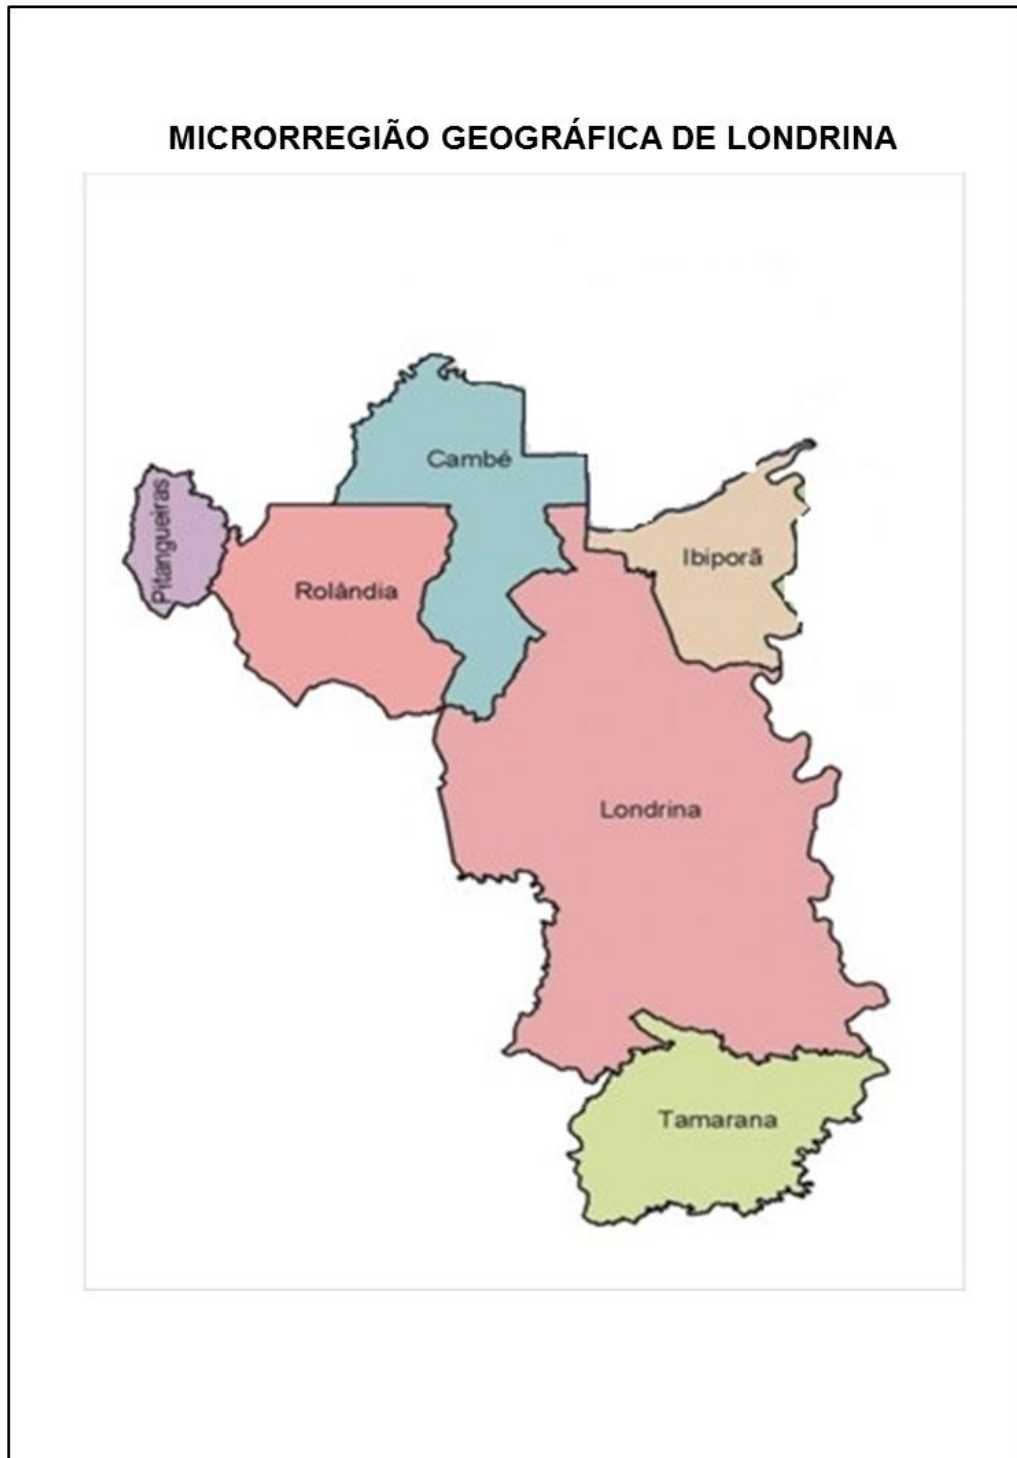 MICRORREGIÃO GEOGRÁFICA DE LONDRINA
Cambé
Pitangueiras
Ibiporã
Rolândia
Londrina
Tamarana